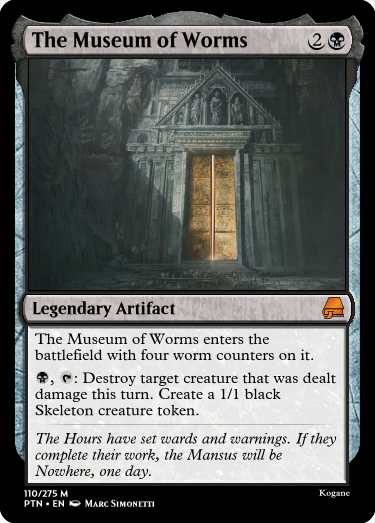 The Museum of Worms 2
The Museum of Worms enters the
battlefield with four worm counters on it.
Legendary Artifact
, : Destroy target creature that was dealt
damage this turn. Create a 1/1 black
Skeleton creature token.
The Hours have set wards and warnings. If they
complete their work, the Mansus will be
Nowhere, one day.
110/275 M
Kogane
PTN • EN Marc Simonetti